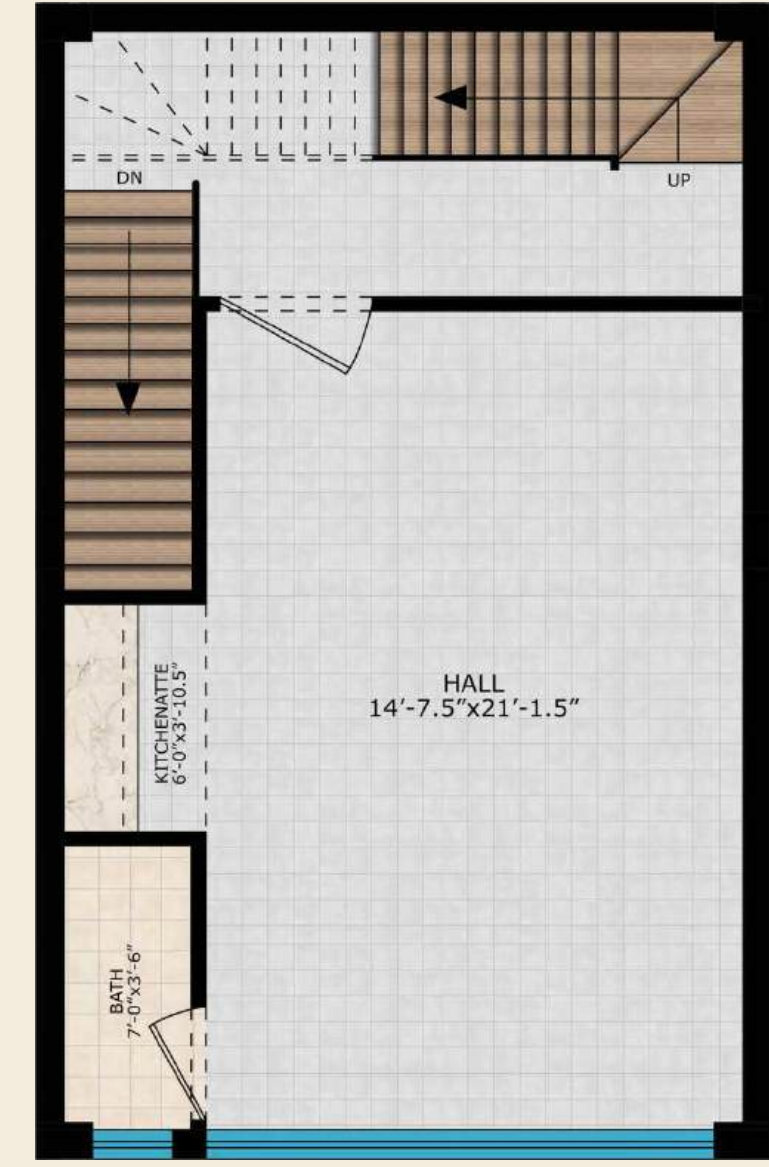 DN
UP
HALL
14'-7.5"x21'-1.5"
KITCHENATTE
6'-0"x3'-10.5"
BATH
7'-0"x3'-6"